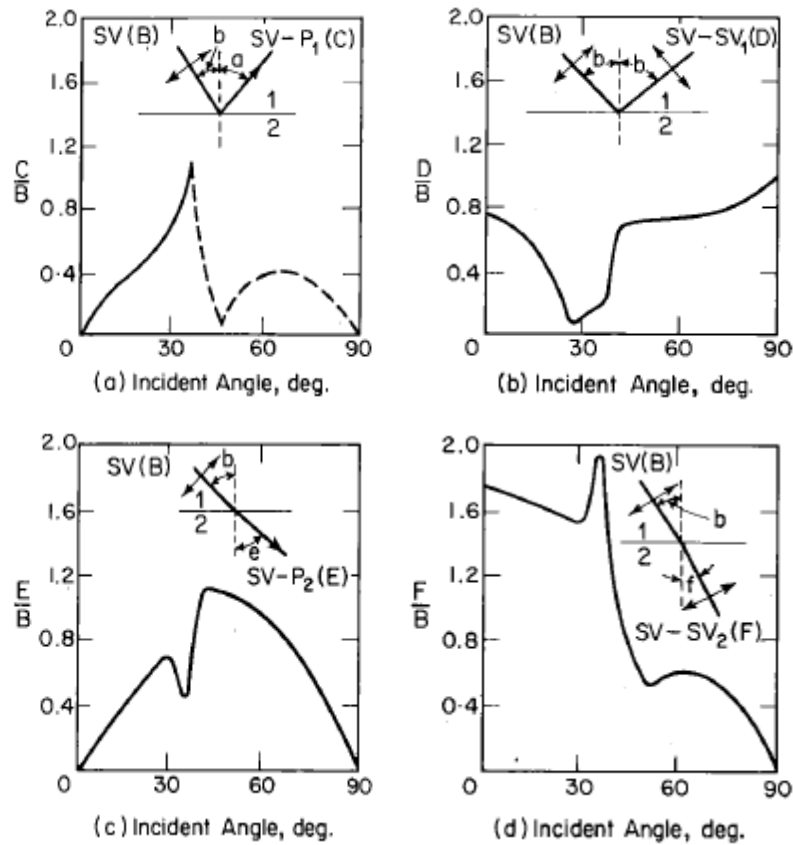 2.0
SV(B)
b
a
SV-P₁(C)
1.6
1
1.4
2
1.2
C/B
0.8
0.4
0
30
60
90
(a) Incident Angle, deg.
2.0
SV(B)
SV-SV₁(D)
b
b
1.6
1
1.4
2
1.2
D/B
0.8
0.4
0
30
60
90
(b) Incident Angle, deg.
2.0
SV(B)
b
1
1.6
2
e
SV-P₂(E)
1.2
E/B
0.8
0.4
0
30
60
90
(c) Incident Angle, deg.
2.0
SV(B)
1.6
1
b
2
f
1.2
F/B
SV-SV₂(F)
0.8
0.4
0
30
60
90
(d) Incident Angle, deg.